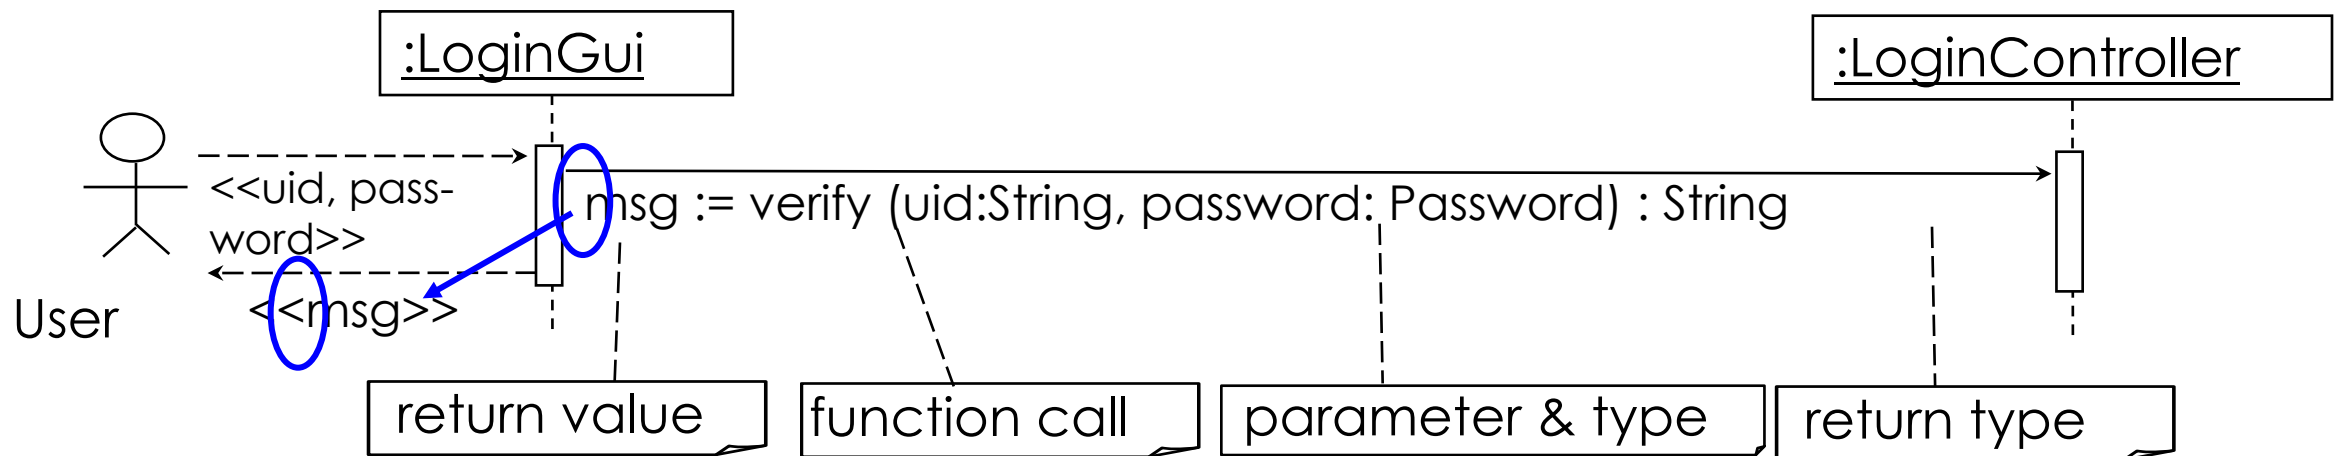 :LoginGui
:LoginController
<<uid, pass-
word>>
msg := verify (uid:String, password: Password) : String
<<msg>>
User
return value
function call
parameter & type
return type